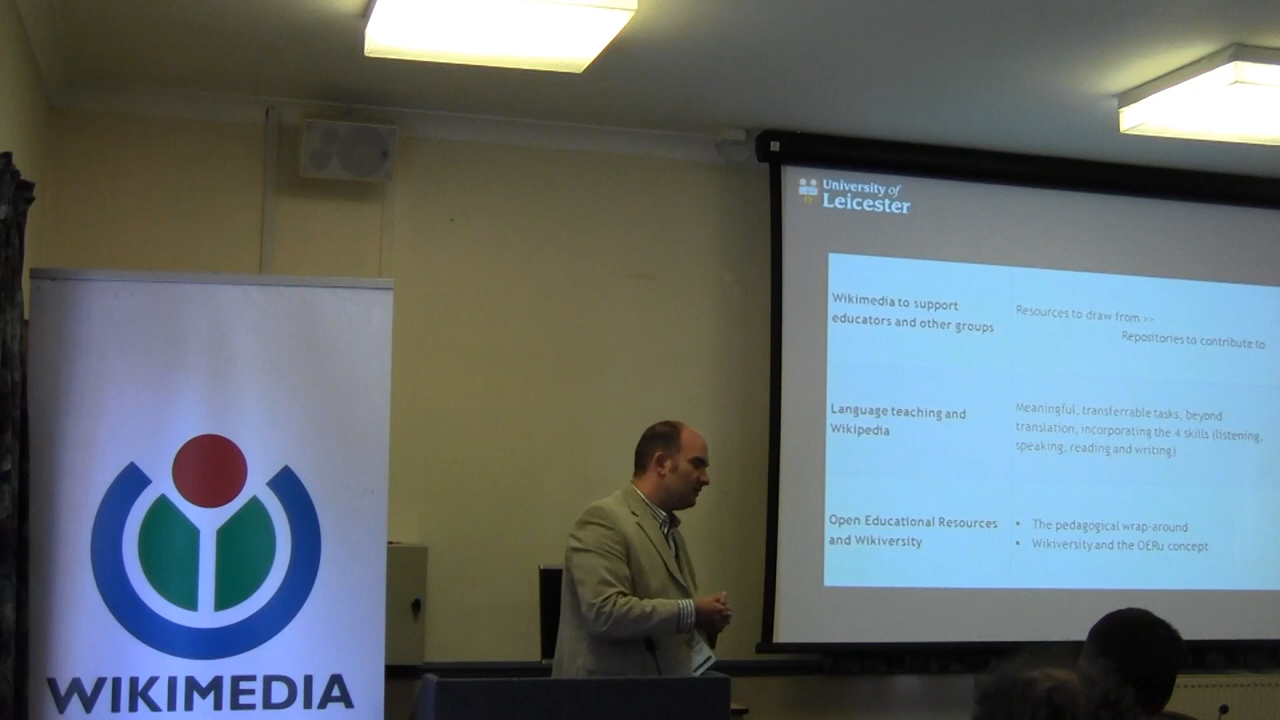 University of
Leicester
Wikimedia to support
educators and other groups
Resources to draw from >>
Repositories to contribute to
Language teaching and
Wikipedia
Meaningful, transferrable tasks, beyond
translation, incorporating the 4 skills (listening,
speaking, reading and writing)
Open Educational Resources
and Wikiversity
• The pedagogical wrap-around
• Wikiversity and the OERu concept
WIKIMEDIA